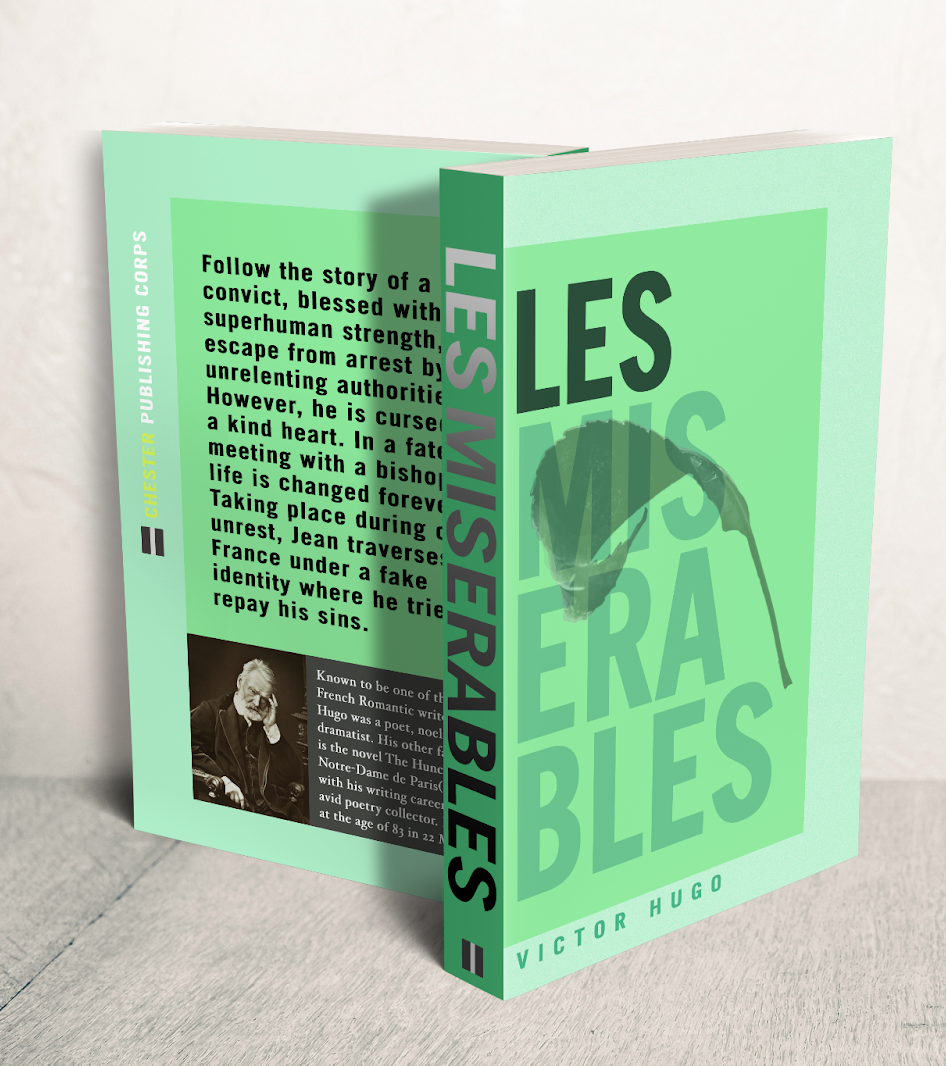 CHESTER PUBLISHING CORPS
Follow the story of a
convict, blessed with
superhuman strength,
escape from arrest by
unrelenting authoritie
However, he is curse
a kind heart. In a fate
meeting with a bishop
life is changed foreve
Taking place during c
unrest, Jean traverses
France under a fake
identity where he trie
repay his sins.
Known to be one of th
French Romantic write
Hugo was a poet, noel
dramatist. His other fa
is the novel The Hunc
Notre-Dame de Paris(
with his writing career
avid poetry collector.
at the age of 83 in 22 M
LES MISERABLES
LES
MIS
ERA
BLES
VICTOR HUGO